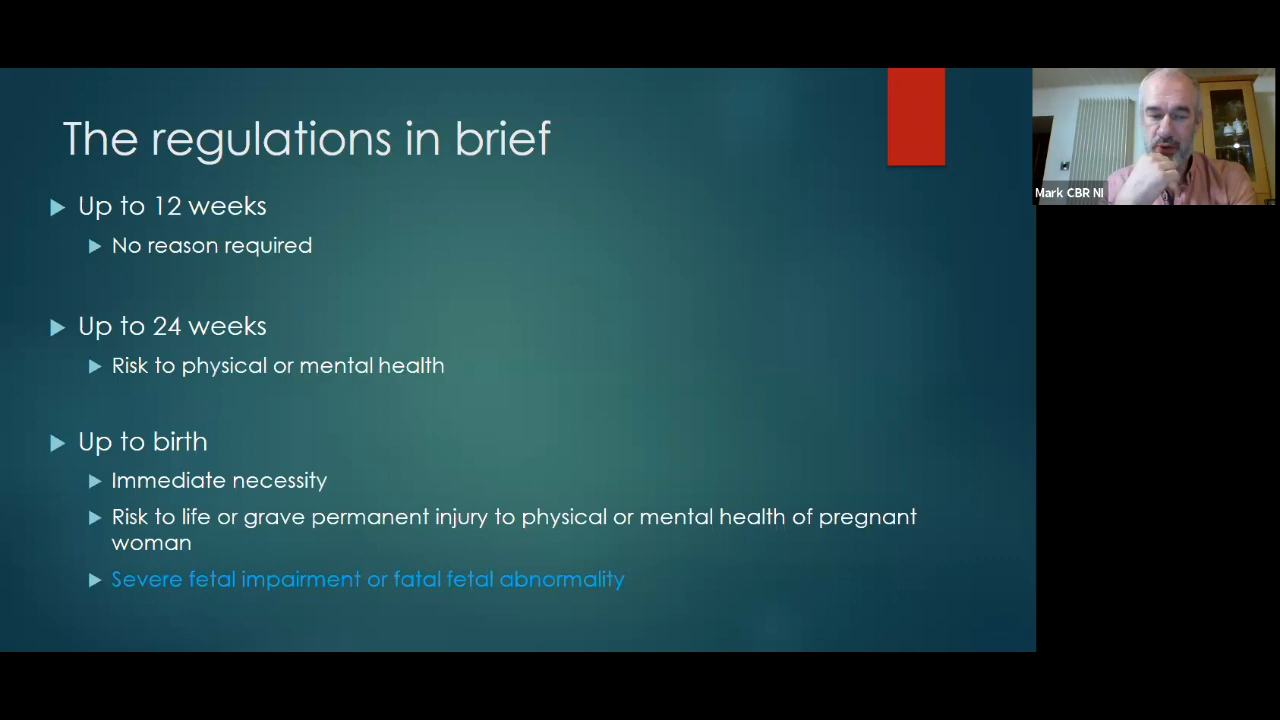 The regulations in brief
Up to 12 weeks
No reason required
Up to 24 weeks
Risk to physical or mental health
Up to birth
Immediate necessity
Risk to life or grave permanent injury to physical or mental health of pregnant
woman
Severe fetal impairment or fatal fetal abnormality
Mark CBR NI